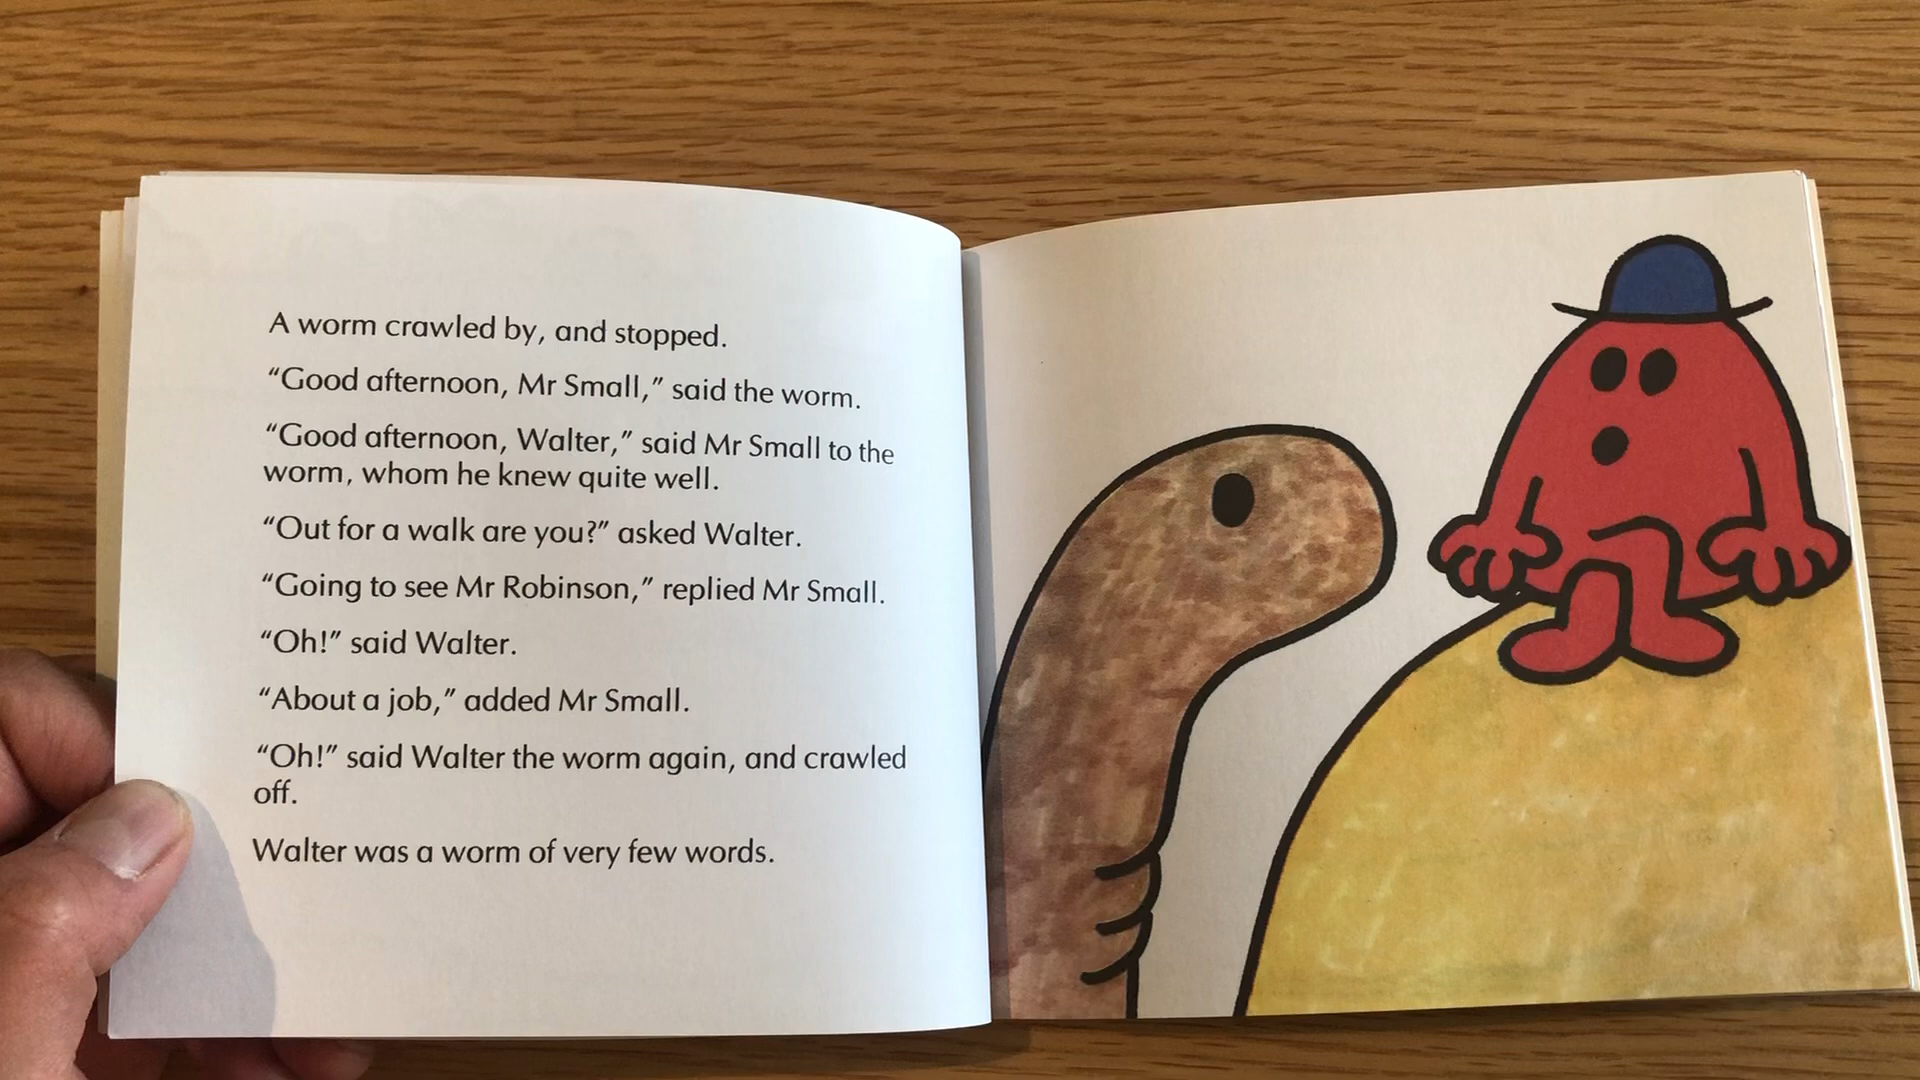 A worm crawled by, and stopped.
“Good afternoon, Mr Small,” said the worm.
“Good afternoon, Walter,” said Mr Small to the
worm, whom he knew quite well.
“Out for a walk are you?” asked Walter.
“Going to see Mr Robinson,” replied Mr Small.
“Oh!” said Walter.
“About a job,” added Mr Small.
“Oh!” said Walter the worm again, and crawled
off.
Walter was a worm of very few words.